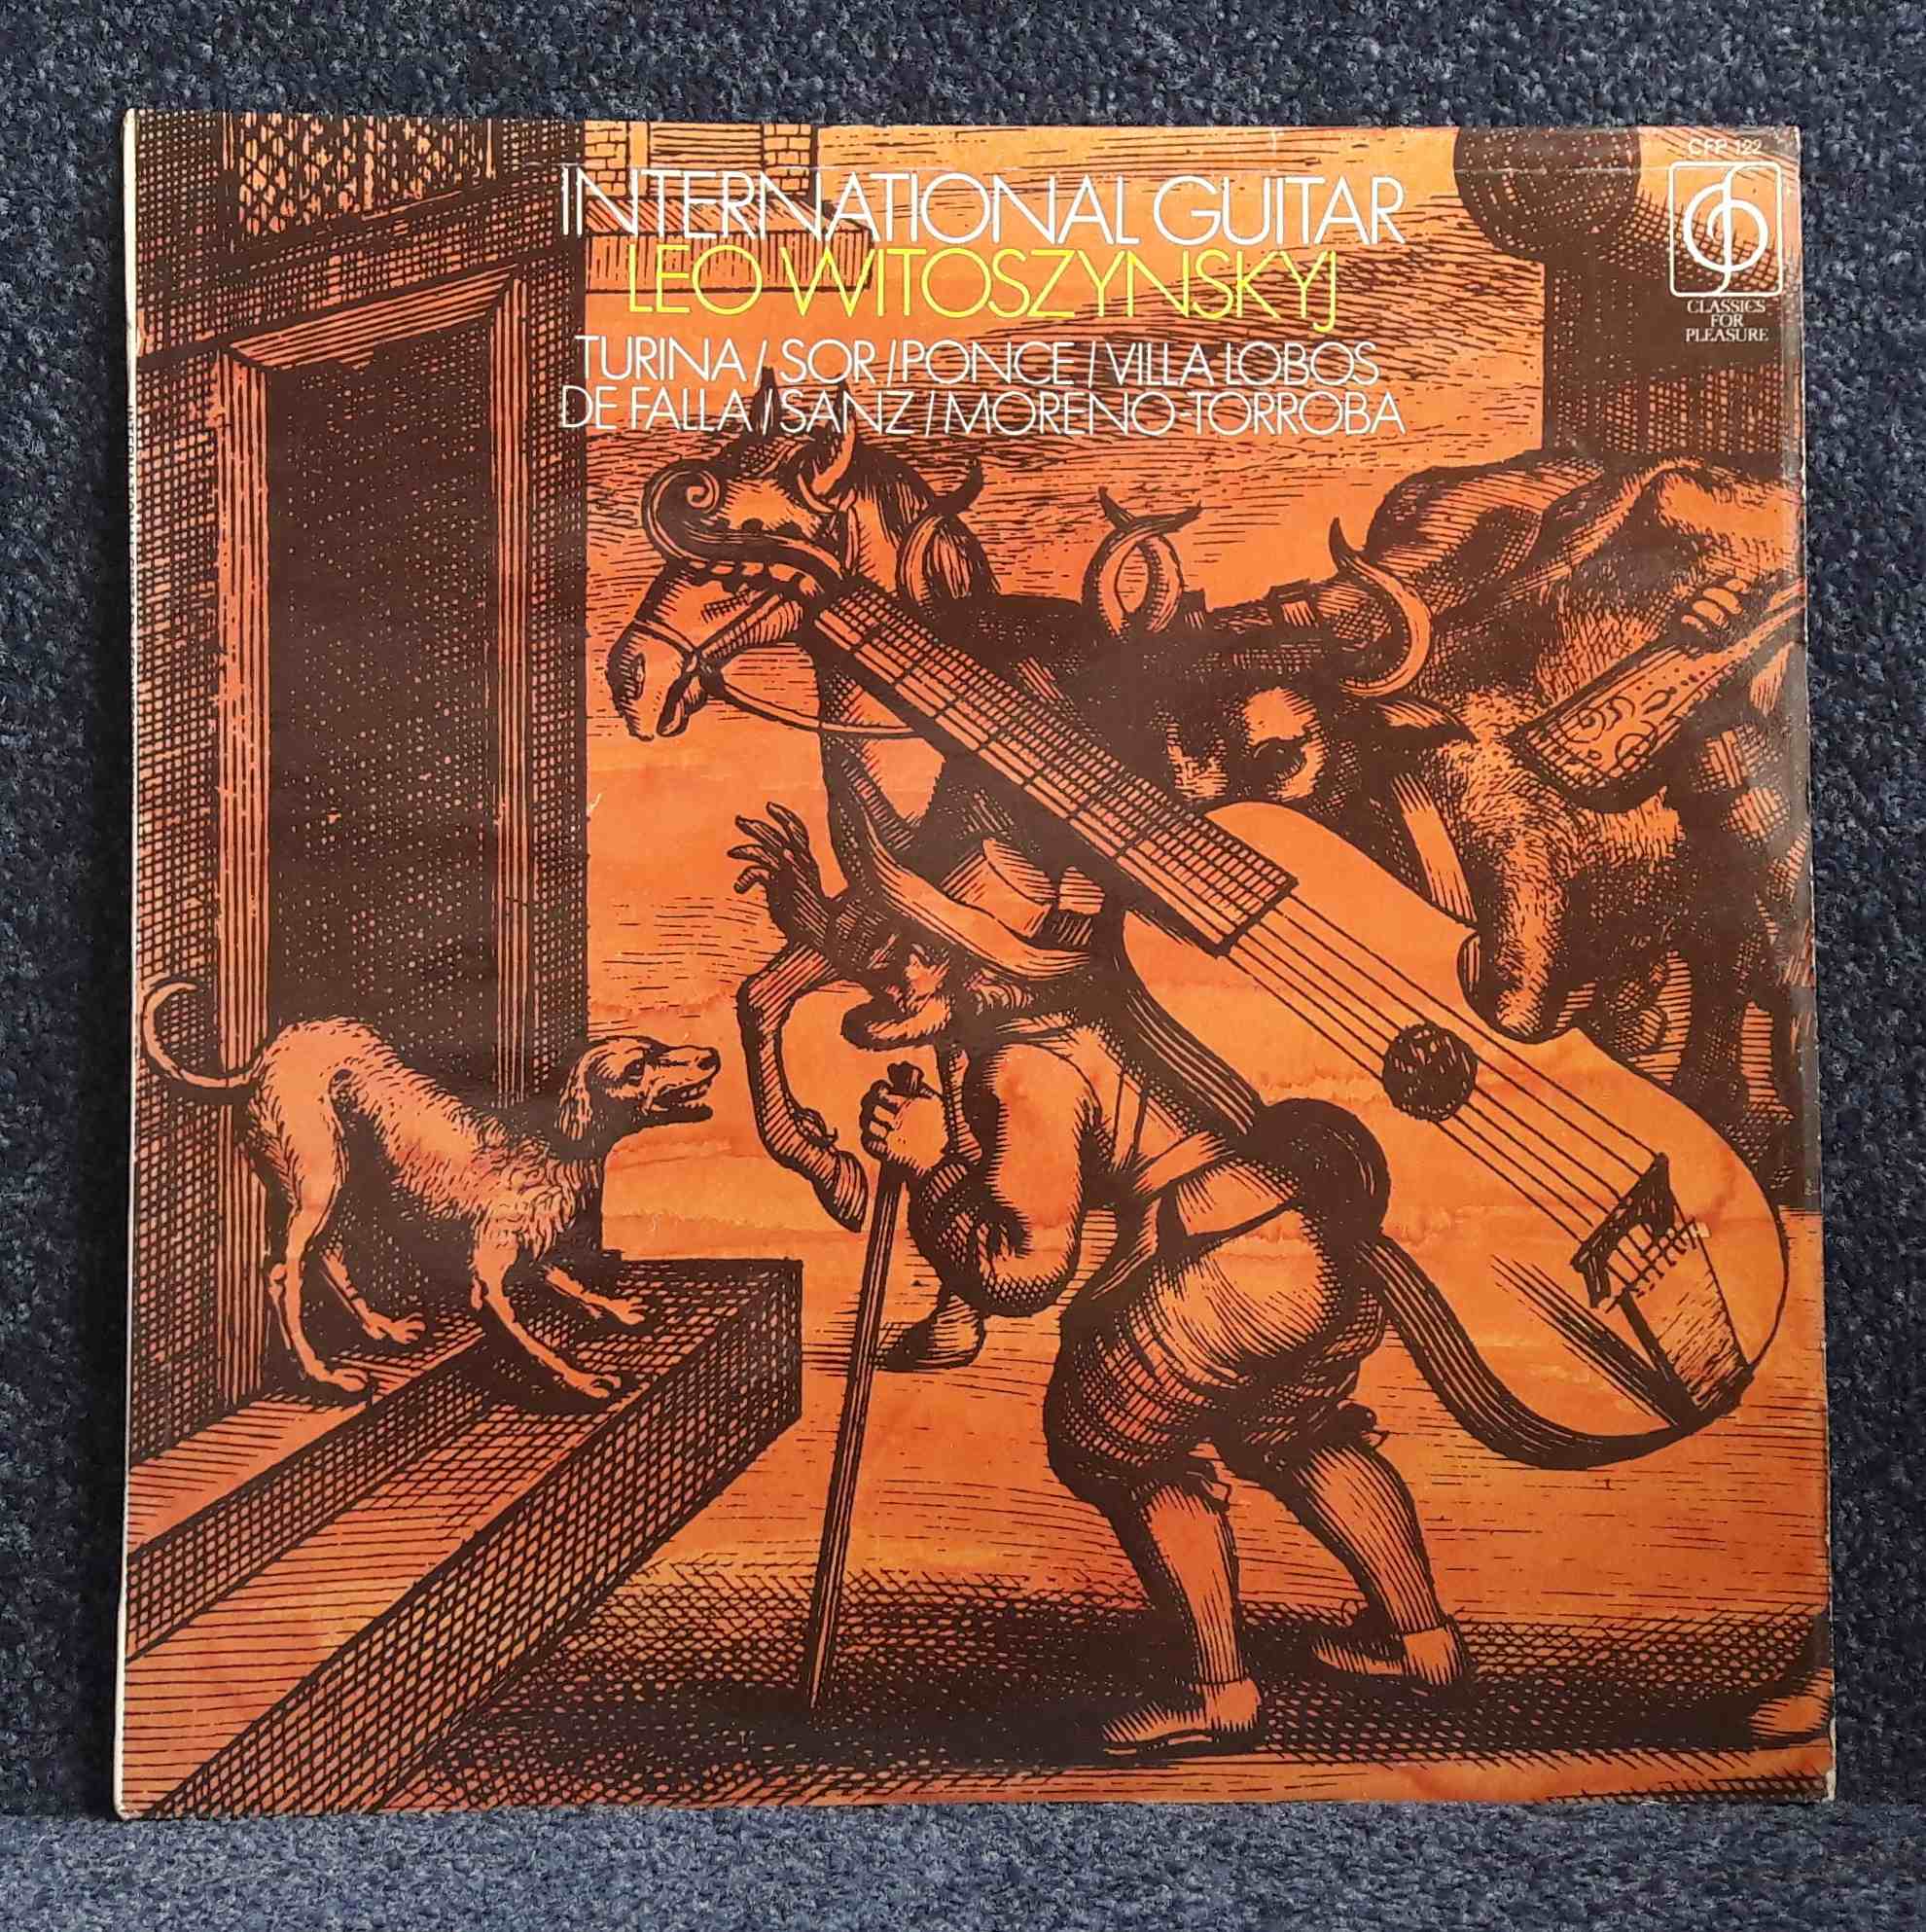 CFP 122
INTERNATIONAL GUITAR
LEO WITOSZYNSKYJ
TURINA / SOR / PONCE / VILLA LOBOS
DE FALLA / SANZ / MORENO-TORROBA
CLASSICS
FOR
PLEASURE